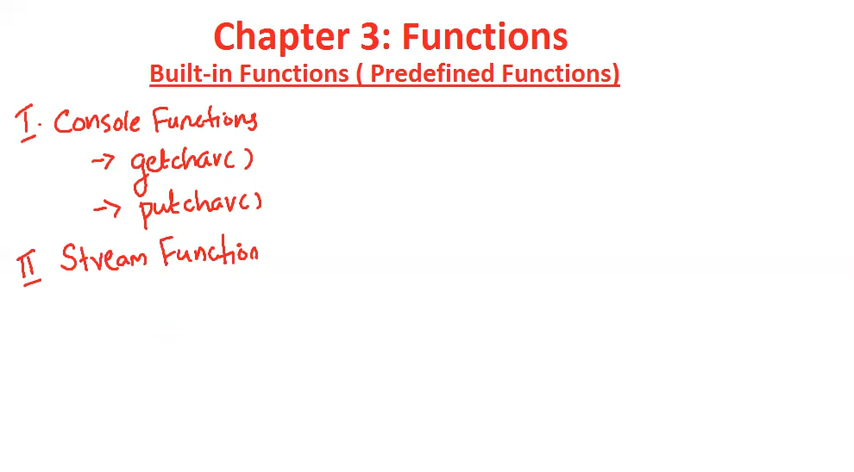 Chapter 3: Functions
Built-in Functions ( Predefined Functions)
I. Console Functions
→ getchar()
→ putchar()
II Stream Function